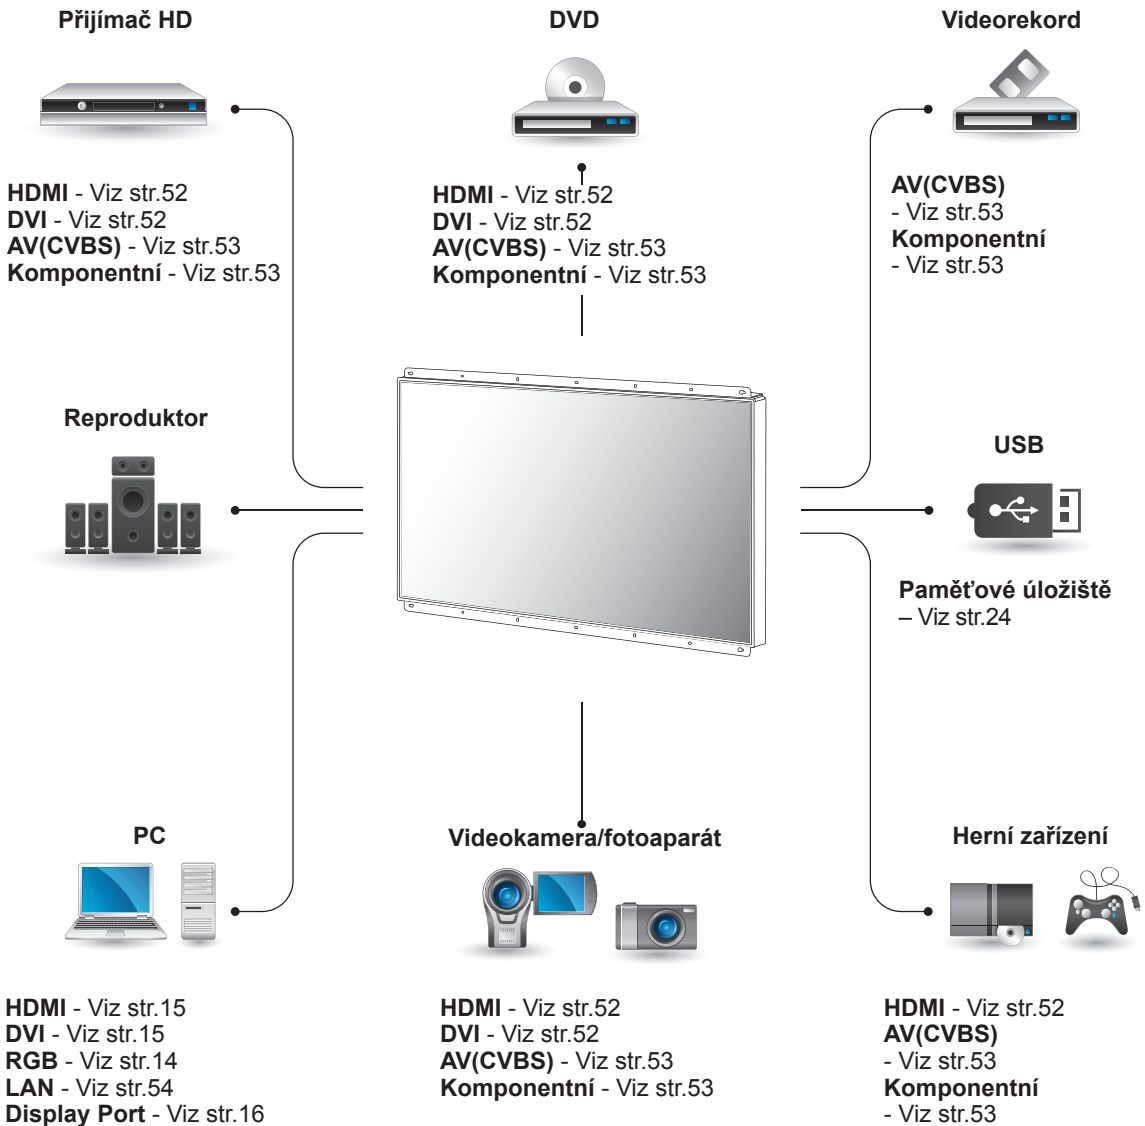 Přijímač HD
HDMI - Viz str.52
DVI - Viz str.52
AV(CVBS) - Viz str.53
Komponentní - Viz str.53
DVD
HDMI - Viz str.52
DVI - Viz str.52
AV(CVBS) - Viz str.53
Komponentní - Viz str.53
Videorekord
AV(CVBS)
- Viz str.53
Komponentní
- Viz str.53
Reproduktor
USB
Paměťové úložiště
– Viz str.24
PC
HDMI - Viz str.15
DVI - Viz str.15
RGB - Viz str.14
LAN - Viz str.54
Display Port - Viz str.16
Videokamera/fotoaparát
HDMI - Viz str.52
DVI - Viz str.52
AV(CVBS) - Viz str.53
Komponentní - Viz str.53
Herní zařízení
HDMI - Viz str.52
AV(CVBS)
- Viz str.53
Komponentní
- Viz str.53